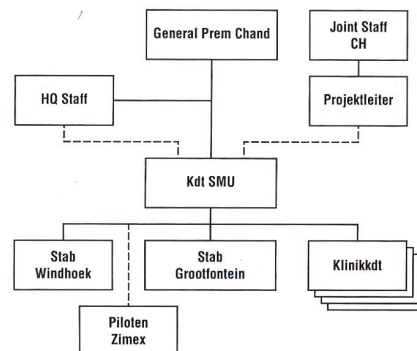 General Prem Chand
Joint Staff
CH
HQ Staff
Projektleiter
Kdt SMU
Stab
Windhoek
Stab
Grootfontein
Klinikkdt
Piloten
Zimex